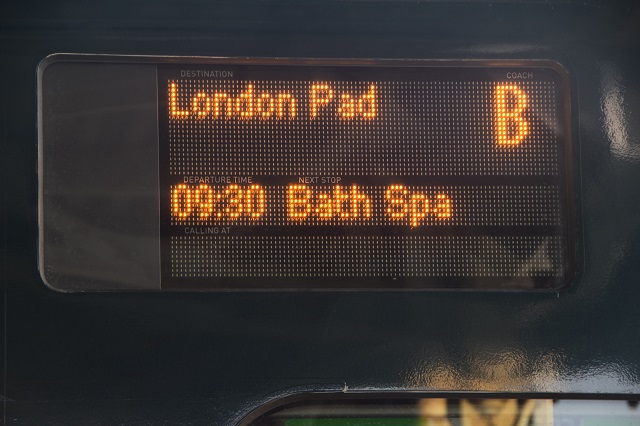 DESTINATION COACH
London Pad B
DEPARTURE TIME NEXT STOP
09:30 Bath Spa
CALLING AT